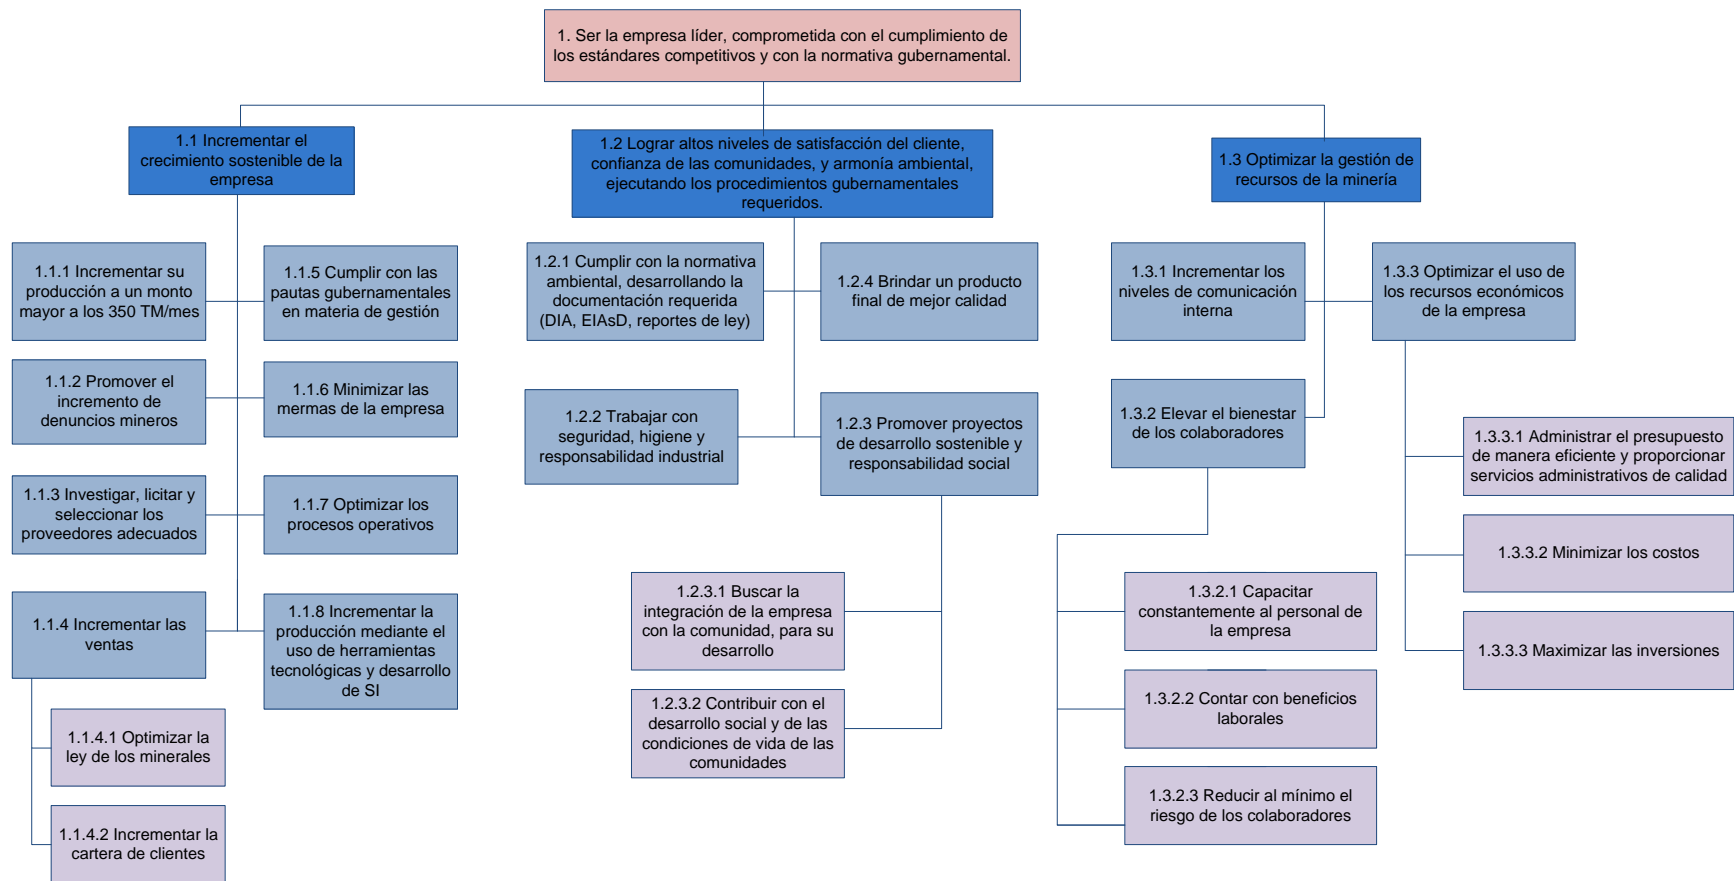 1. Ser la empresa líder, comprometida con el cumplimiento de
los estándares competitivos y con la normativa gubernamental.
1.1 Incrementar el
crecimiento sostenible de la
empresa
1.2 Lograr altos niveles de satisfacción del cliente,
confianza de las comunidades, y armonía ambiental,
ejecutando los procedimientos gubernamentales
requeridos.
1.3 Optimizar la gestión de
recursos de la minería
1.1.1 Incrementar su
producción a un monto
mayor a los 350 TM/mes
1.1.5 Cumplir con las
pautas gubernamentales
en materia de gestión
1.1.2 Promover el
incremento de
denuncios mineros
1.1.6 Minimizar las
mermas de la empresa
1.1.3 Investigar, licitar y
seleccionar los
proveedores adecuados
1.1.7 Optimizar los
procesos operativos
1.1.4 Incrementar las
ventas
1.1.8 Incrementar la
producción mediante el
uso de herramientas
tecnológicas y desarrollo
de SI
1.1.4.1 Optimizar la
ley de los minerales
1.1.4.2 Incrementar la
cartera de clientes
1.2.1 Cumplir con la normativa
ambiental, desarrollando la
documentación requerida
(DIA, EIAsD, reportes de ley)
1.2.4 Brindar un producto
final de mejor calidad
1.2.2 Trabajar con
seguridad, higiene y
responsabilidad industrial
1.2.3 Promover proyectos
de desarrollo sostenible y
responsabilidad social
1.2.3.1 Buscar la
integración de la empresa
con la comunidad, para su
desarrollo
1.2.3.2 Contribuir con el
desarrollo social y de las
condiciones de vida de las
comunidades
1.3.1 Incrementar los
niveles de comunicación
interna
1.3.3 Optimizar el uso de
los recursos económicos
de la empresa
1.3.2 Elevar el bienestar
de los colaboradores
1.3.3.1 Administrar el presupuesto
de manera eficiente y proporcionar
servicios administrativos de calidad
1.3.3.2 Minimizar los costos
1.3.3.3 Maximizar las inversiones
1.3.2.1 Capacitar
constantemente al personal de
la empresa
1.3.2.2 Contar con beneficios
laborales
1.3.2.3 Reducir al mínimo el
riesgo de los colaboradores